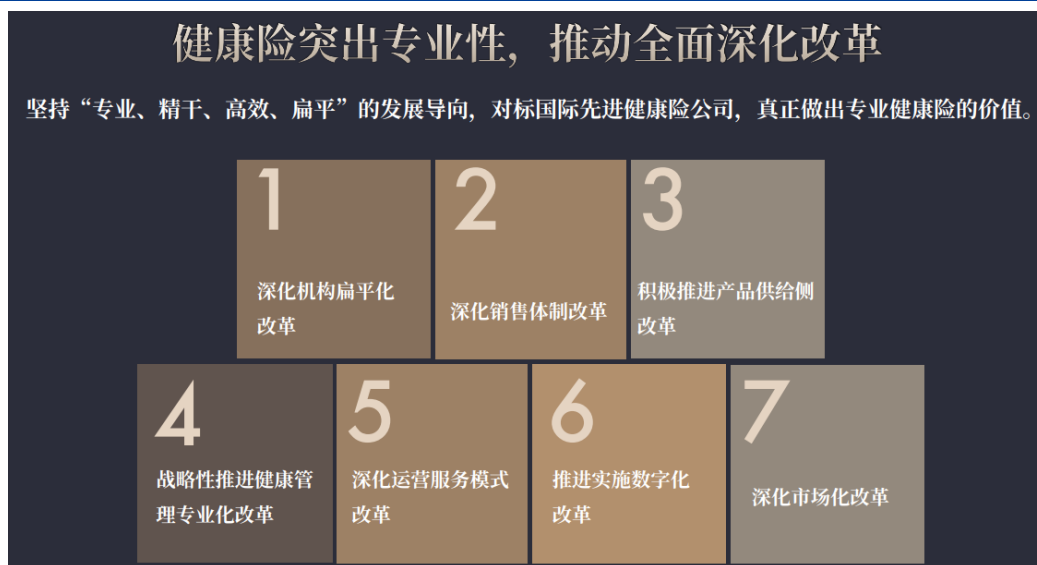 健康险突出专业性，推动全面深化改革
坚持“专业、精干、高效、扁平”的发展导向，对标国际先进健康险公司，真正做出专业健康险的价值。
1
深化机构扁平化
改革
2
深化销售体制改革
3
积极推进产品供给侧
改革
4
战略性推进健康管
理专业化改革
5
深化运营服务模式
改革
6
推进实施数字化
改革
7
深化市场化改革